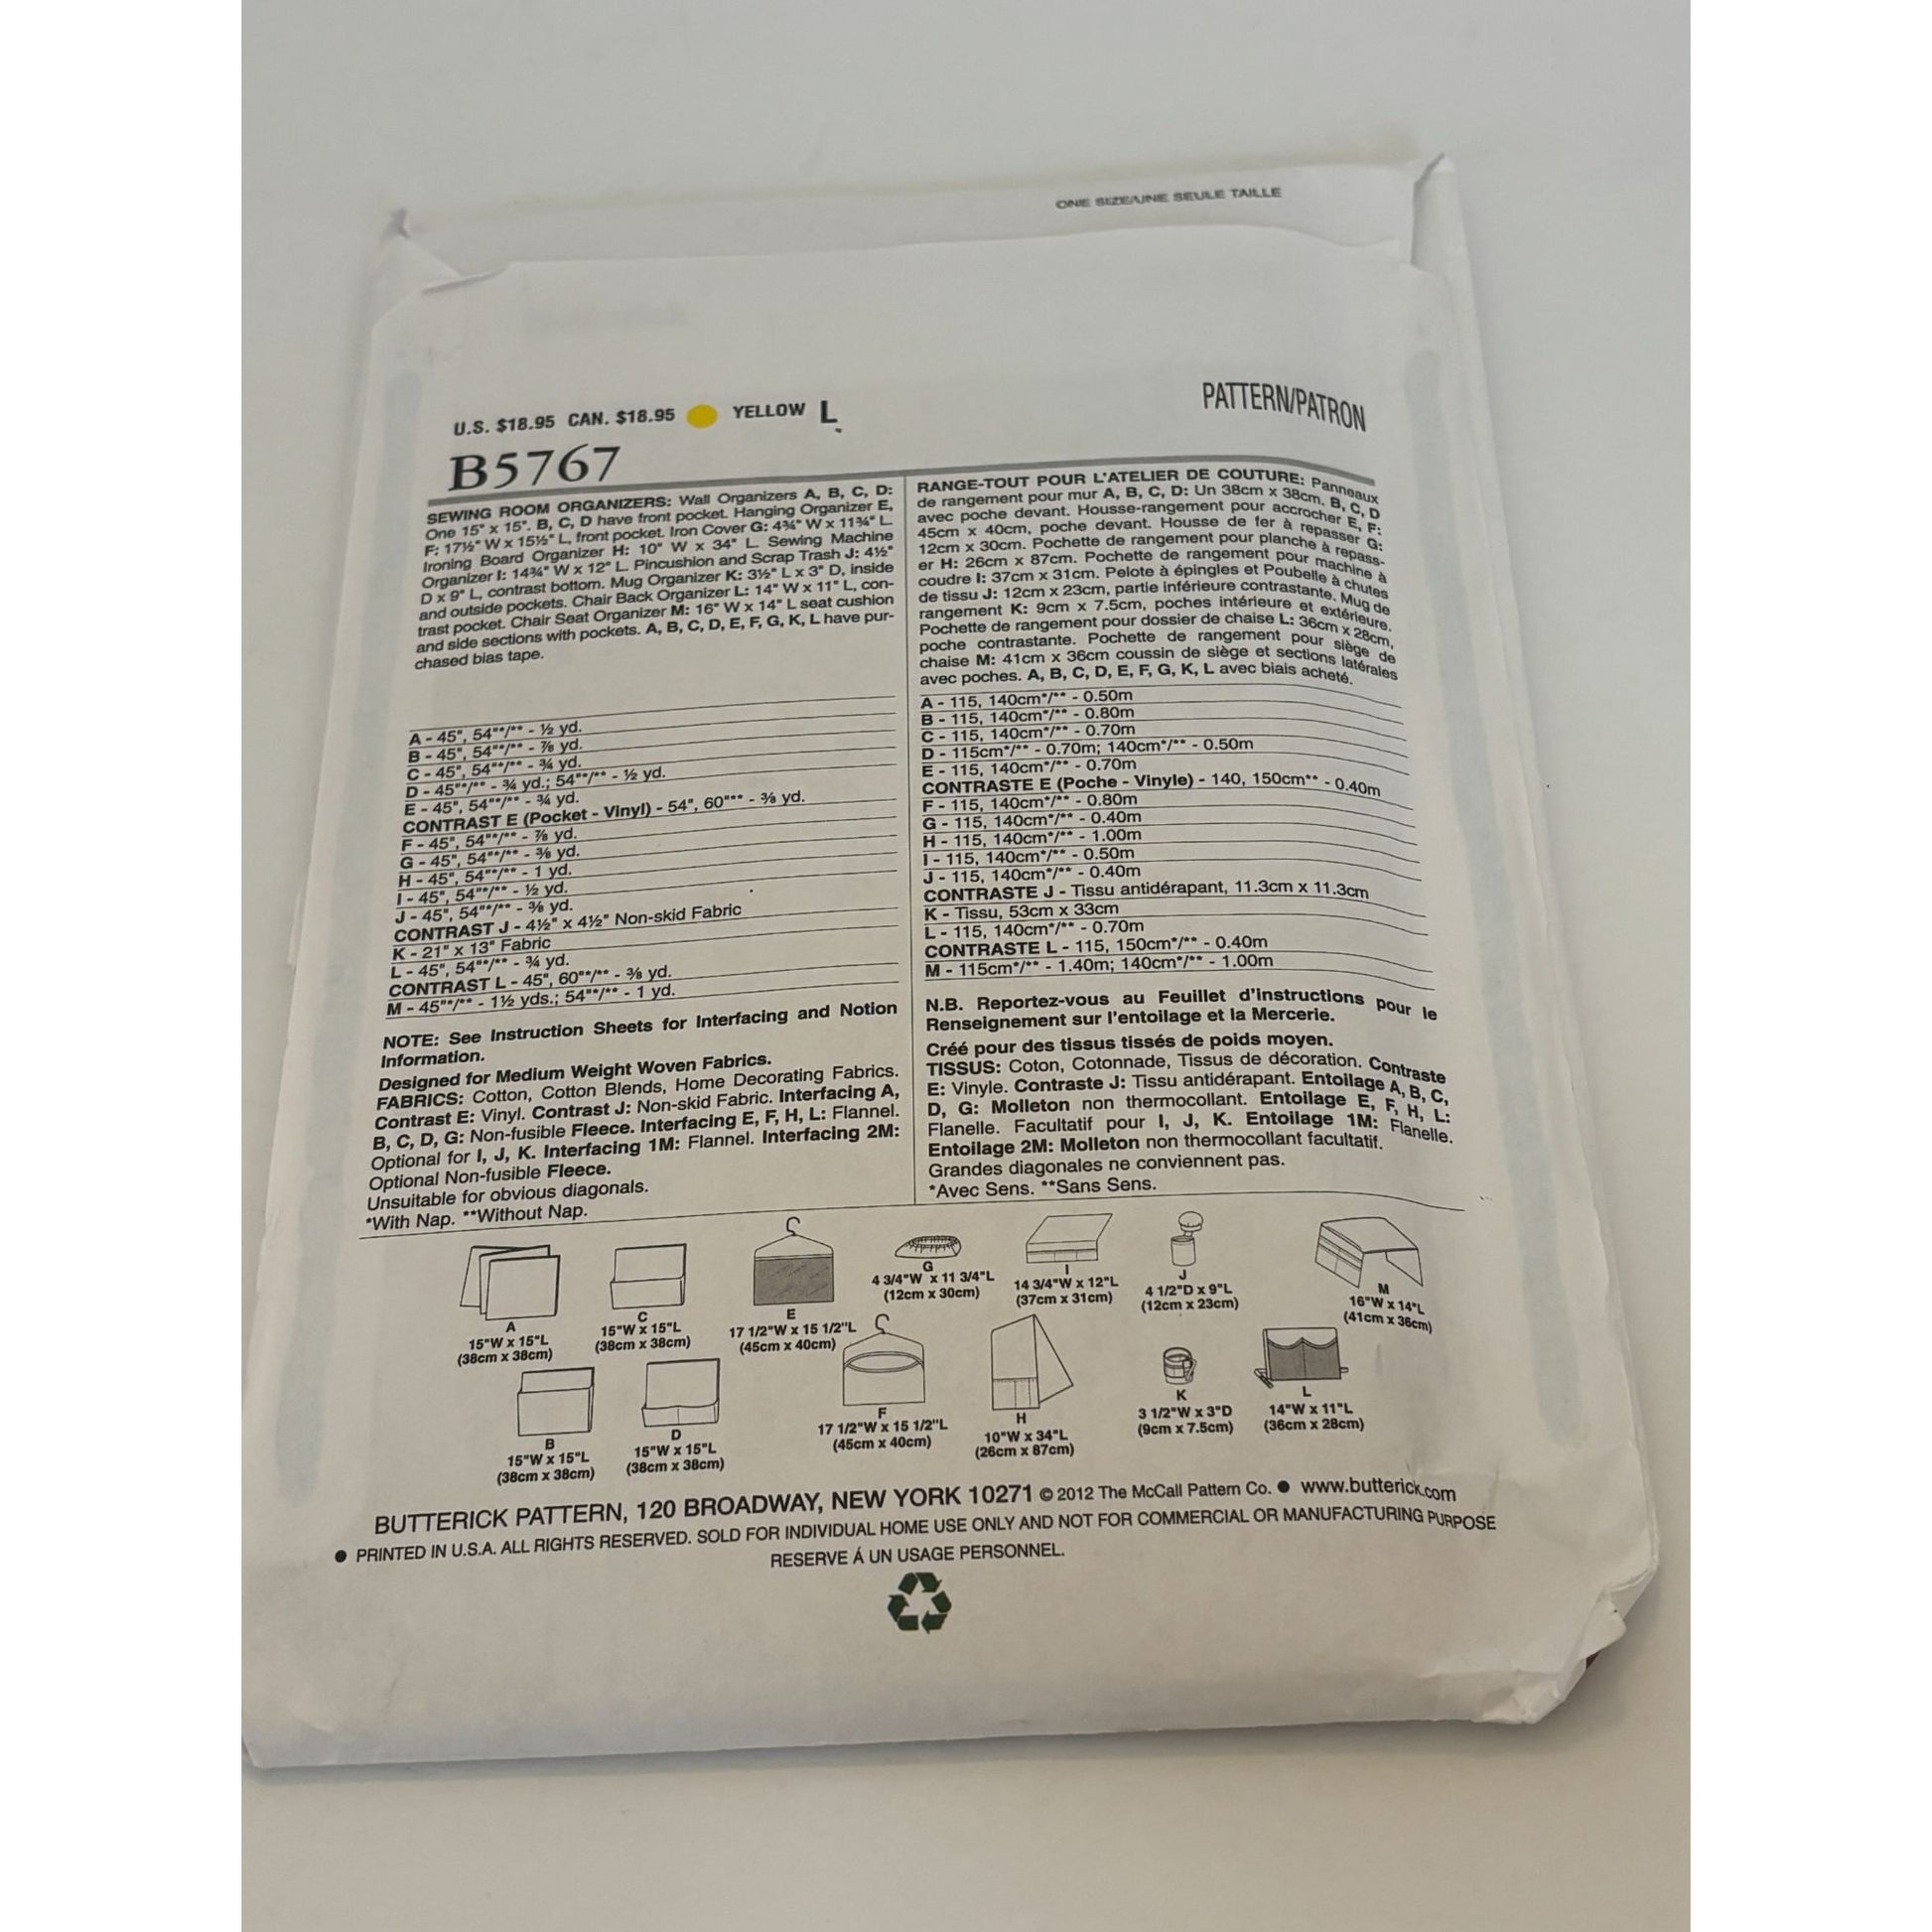 ONE SIZE/UNE SEULE TAILLE
U.S. $18.95 CAN. $18.95 YELLOW L
PATTERN/PATRON
B5767
SEWING ROOM ORGANIZERS: Wall Organizers A, B, C, D:
One 15" x 15". B, C, D have front pocket. Hanging Organizer E,
F: 17½" W x 15½" L, front pocket. Iron Cover G: 4¾" W x 11¾" L.
Ironing Board Organizer H: 10" W x 34" L. Sewing Machine
Organizer I: 14¾" W x 12" L. Pincushion and Scrap Trash J: 4½"
D x 9" L, contrast bottom. Mug Organizer K: 3½" L x 3" D, inside
and outside pockets. Chair Back Organizer L: 14" W x 11" L, con-
trast pocket. Chair Seat Organizer M: 16" W x 14" L seat cushion
and side sections with pockets. A, B, C, D, E, F, G, K, L have pur-
chased bias tape.
A - 45", 54"*/** - ½ yd.
B - 45", 54"*/** - ⅞ yd.
C - 45", 54"*/** - ¾ yd.
D - 45"*/** - ¾ yd.; 54"*/** - ½ yd.
E - 45", 54"*/** - ¾ yd.
CONTRAST E (Pocket - Vinyl) - 54", 60"** - ⅜ yd.
F - 45", 54"*/** - ⅞ yd.
G - 45", 54"*/** - ⅜ yd.
H - 45", 54"*/** - 1 yd.
I - 45", 54"*/** - ½ yd.
J - 45", 54"*/** - ⅜ yd.
CONTRAST J - 4½" x 4½" Non-skid Fabric
K - 21" x 13" Fabric
L - 45", 54"*/** - ¾ yd.
CONTRAST L - 45", 60"*/** - ⅜ yd.
M - 45"*/** - 1½ yds.; 54"*/** - 1 yd.
NOTE: See Instruction Sheets for Interfacing and Notion
Information.
Designed for Medium Weight Woven Fabrics.
FABRICS: Cotton, Cotton Blends, Home Decorating Fabrics.
Contrast E: Vinyl. Contrast J: Non-skid Fabric. Interfacing A,
B, C, D, G: Non-fusible Fleece. Interfacing E, F, H, L: Flannel.
Optional for I, J, K. Interfacing 1M: Flannel. Interfacing 2M:
Optional Non-fusible Fleece.
Unsuitable for obvious diagonals.
*With Nap. **Without Nap.
RANGE-TOUT POUR L'ATELIER DE COUTURE: Panneaux
de rangement pour mur A, B, C, D: Un 38cm x 38cm. B, C, D
avec poche devant. Housse-rangement pour accrocher E, F:
45cm x 40cm, poche devant. Housse de fer à repasser G:
12cm x 30cm. Pochette de rangement pour planche à repass-
er H: 26cm x 87cm. Pochette de rangement pour machine à
coudre I: 37cm x 31cm. Pelote à épingles et Poubelle à chutes
de tissu J: 12cm x 23cm, partie inférieure contrastante. Mug de
rangement K: 9cm x 7.5cm, poches intérieure et extérieure.
Pochette de rangement pour dossier de chaise L: 36cm x 28cm,
poche contrastante. Pochette de rangement pour siège de
chaise M: 41cm x 36cm coussin de siège et sections latérales
avec poches. A, B, C, D, E, F, G, K, L avec biais acheté.
A - 115, 140cm*/** - 0.50m
B - 115, 140cm*/** - 0.80m
C - 115, 140cm*/** - 0.70m
D - 115cm*/** - 0.70m; 140cm*/** - 0.50m
E - 115, 140cm*/** - 0.70m
CONTRASTE E (Poche - Vinyle) - 140, 150cm** - 0.40m
F - 115, 140cm*/** - 0.80m
G - 115, 140cm*/** - 0.40m
H - 115, 140cm*/** - 1.00m
I - 115, 140cm*/** - 0.50m
J - 115, 140cm*/** - 0.40m
CONTRASTE J - Tissu antidérapant, 11.3cm x 11.3cm
K - Tissu, 53cm x 33cm
L - 115, 140cm*/** - 0.70m
CONTRASTE L - 115, 150cm*/** - 0.40m
M - 115cm*/** - 1.40m; 140cm*/** - 1.00m
N.B. Reportez-vous au Feuillet d'instructions pour le
Renseignement sur l'entoilage et la Mercerie.
Créé pour des tissus tissés de poids moyen.
TISSUS: Coton, Cotonnade, Tissus de décoration. Contraste
E: Vinyle. Contraste J: Tissu antidérapant. Entoilage A, B, C,
D, G: Molleton non thermocollant. Entoilage E, F, H, L:
Flanelle. Facultatif pour I, J, K. Entoilage 1M: Flanelle.
Entoilage 2M: Molleton non thermocollant facultatif.
Grandes diagonales ne conviennent pas.
*Avec Sens. **Sans Sens.
A
15"W x 15"L
(38cm x 38cm)
C
15"W x 15"L
(38cm x 38cm)
E
17 1/2"W x 15 1/2"L
(45cm x 40cm)
G
4 3/4"W x 11 3/4"L
(12cm x 30cm)
I
14 3/4"W x 12"L
(37cm x 31cm)
J
4 1/2"D x 9"L
(12cm x 23cm)
M
16"W x 14"L
(41cm x 36cm)
B
15"W x 15"L
(38cm x 38cm)
D
15"W x 15"L
(38cm x 38cm)
F
17 1/2"W x 15 1/2"L
(45cm x 40cm)
H
10"W x 34"L
(26cm x 87cm)
K
3 1/2"W x 3"D
(9cm x 7.5cm)
L
14"W x 11"L
(36cm x 28cm)
BUTTERICK PATTERN, 120 BROADWAY, NEW YORK 10271 © 2012 The McCall Pattern Co. ● www.butterick.com
● PRINTED IN U.S.A. ALL RIGHTS RESERVED. SOLD FOR INDIVIDUAL HOME USE ONLY AND NOT FOR COMMERCIAL OR MANUFACTURING PURPOSE
RESERVE Á UN USAGE PERSONNEL.